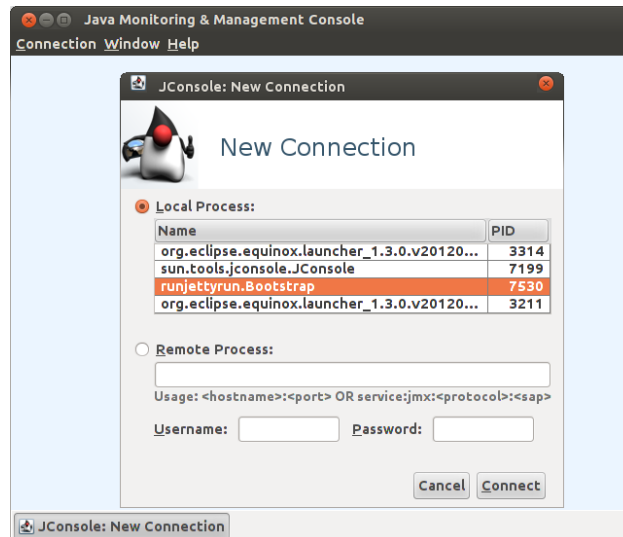 Java Monitoring & Management Console
Connection Window Help
JConsole: New Connection
New Connection
Local Process:
Name PID
org.eclipse.equinox.launcher_1.3.0.v20120... 3314
sun.tools.jconsole.JConsole 7199
runjettyrun.Bootstrap 7530
org.eclipse.equinox.launcher_1.3.0.v20120... 3211
Remote Process:
Usage: <hostname>:<port> OR service:jmx:<protocol>:<sap>
Username: Password:
Cancel Connect
JConsole: New Connection